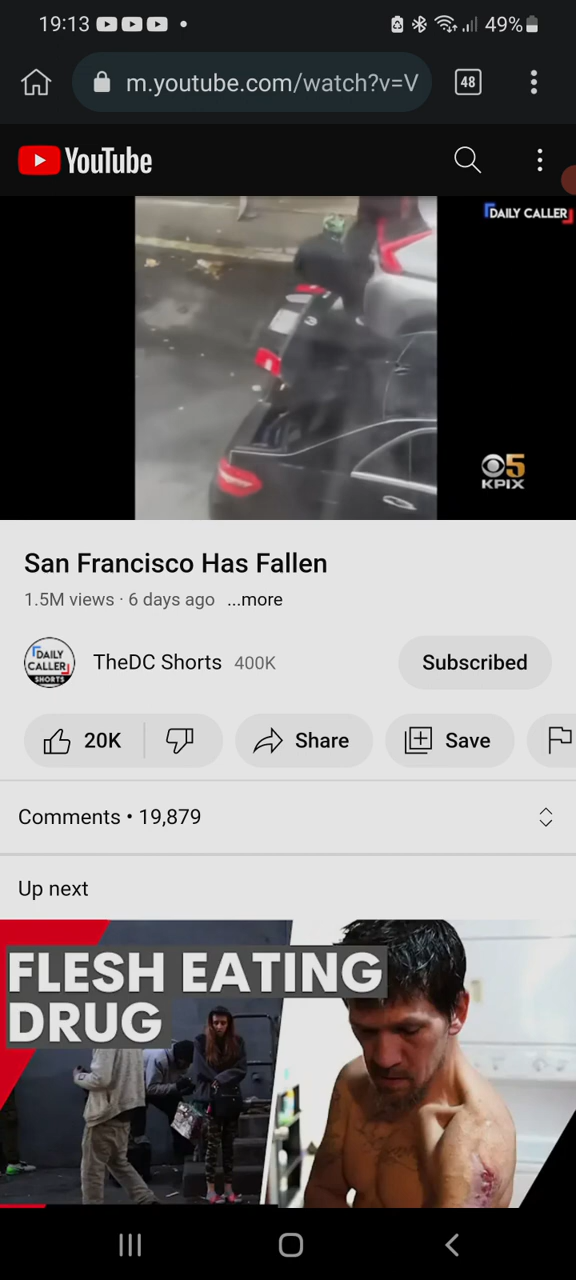 19:13 49%
m.youtube.com/watch?v=V 48
YouTube
DAILY CALLER
5
KPIX
San Francisco Has Fallen
1.5M views · 6 days ago ...more
DAILY CALLER SHORTS
TheDC Shorts 400K Subscribed
20K Share Save
Comments • 19,879
Up next
FLESH EATING
DRUG